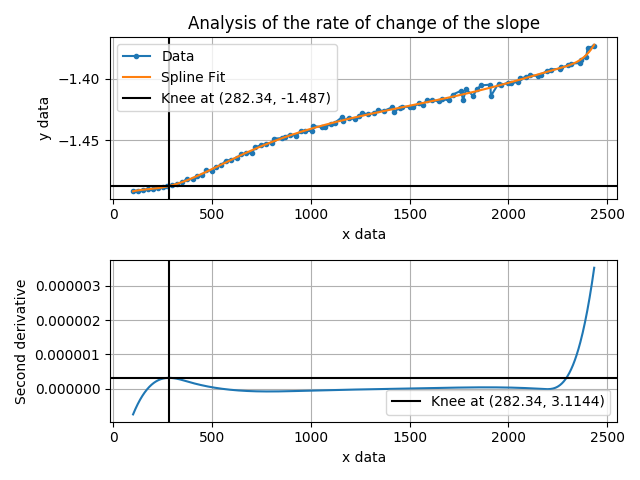 Analysis of the rate of change of the slope
Data
Spline Fit
Knee at (282.34, -1.487)
y data
−1.40
−1.45
0 500 1000 1500 2000 2500
x data
Second derivative
0.000003
0.000002
0.000001
0.000000
Knee at (282.34, 3.1144)
0 500 1000 1500 2000 2500
x data